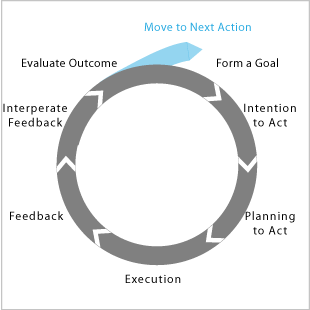 Move to Next Action
Evaluate Outcome
Form a Goal
Interperate
Feedback
Intention
to Act
Feedback
Planning
to Act
Execution